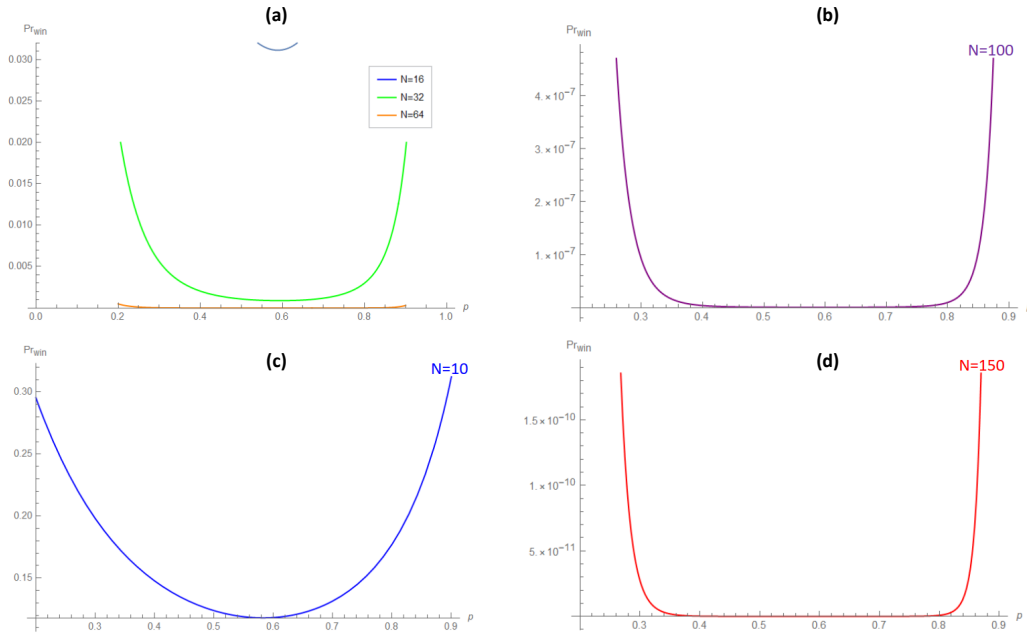 (a)
Pr_win
0.030
0.025
0.020
0.015
0.010
0.005
0.0 0.2 0.4 0.6 0.8 1.0 p
N=16
N=32
N=64
(b)
Pr_win
N=100
4. × 10^-7
3. × 10^-7
2. × 10^-7
1. × 10^-7
0.3 0.4 0.5 0.6 0.7 0.8 0.9
(c)
Pr_win
N=10
0.30
0.25
0.20
0.15
0.3 0.4 0.5 0.6 0.7 0.8 0.9 p
(d)
Pr_win
N=150
1.5 × 10^-10
1. × 10^-10
5. × 10^-11
0.3 0.4 0.5 0.6 0.7 0.8 0.9